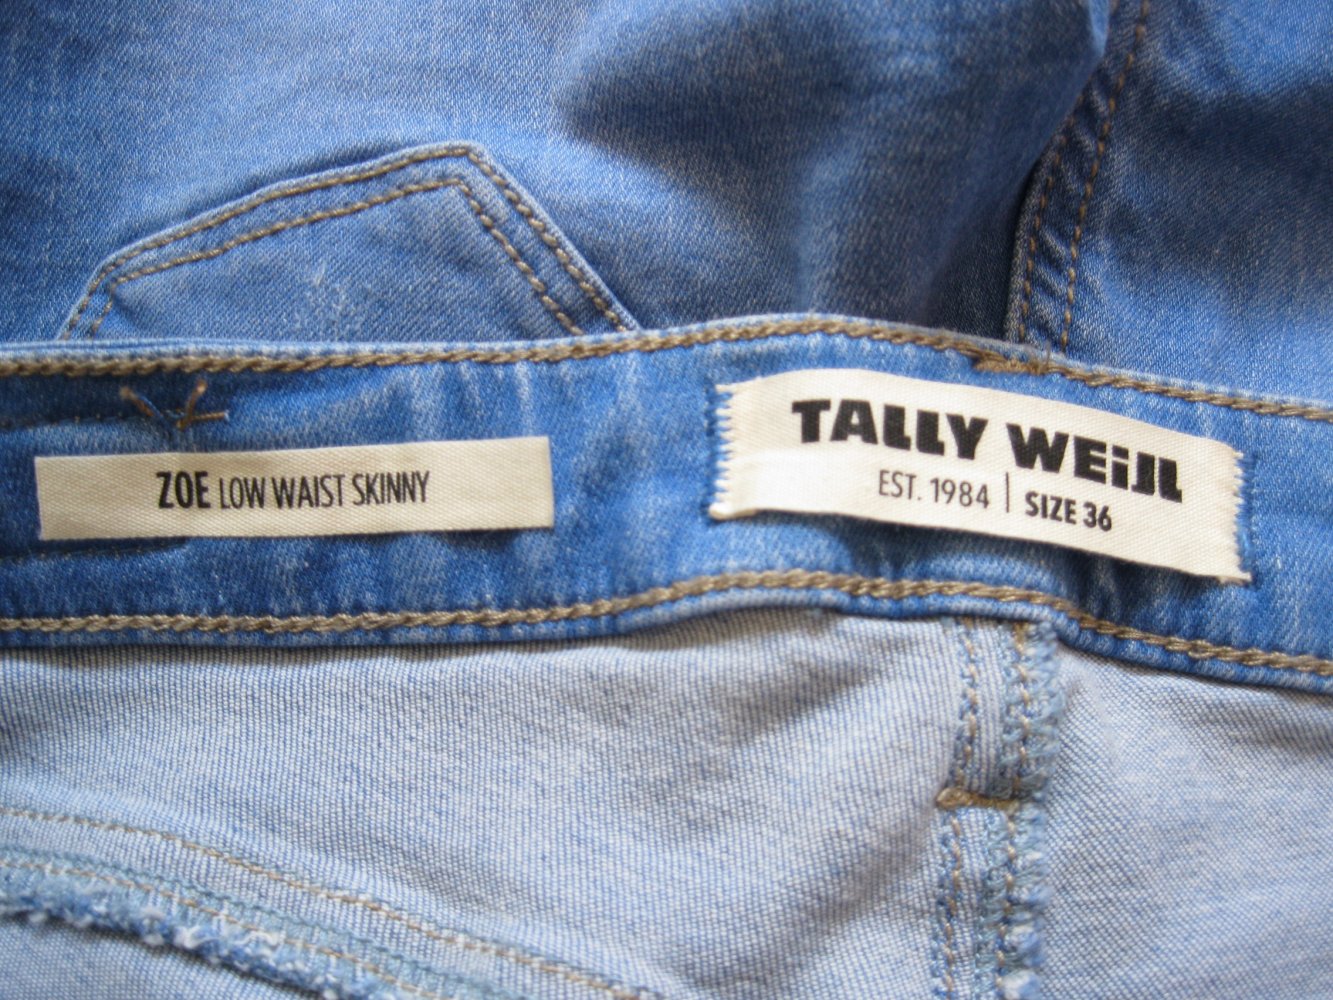 ZOE LOW WAIST SKINNY
TALLY WEiJL
EST. 1984 | SIZE 36